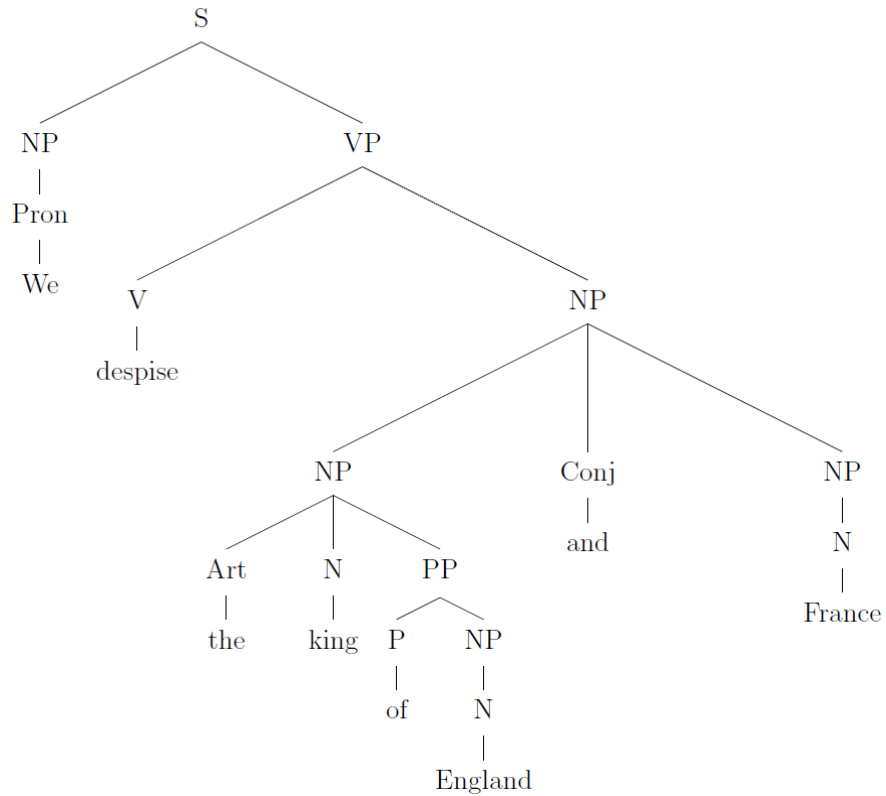 S
NP VP
Pron
We
V NP
despise
NP Conj NP
and N
Art N PP
France
the king P NP
of N
England